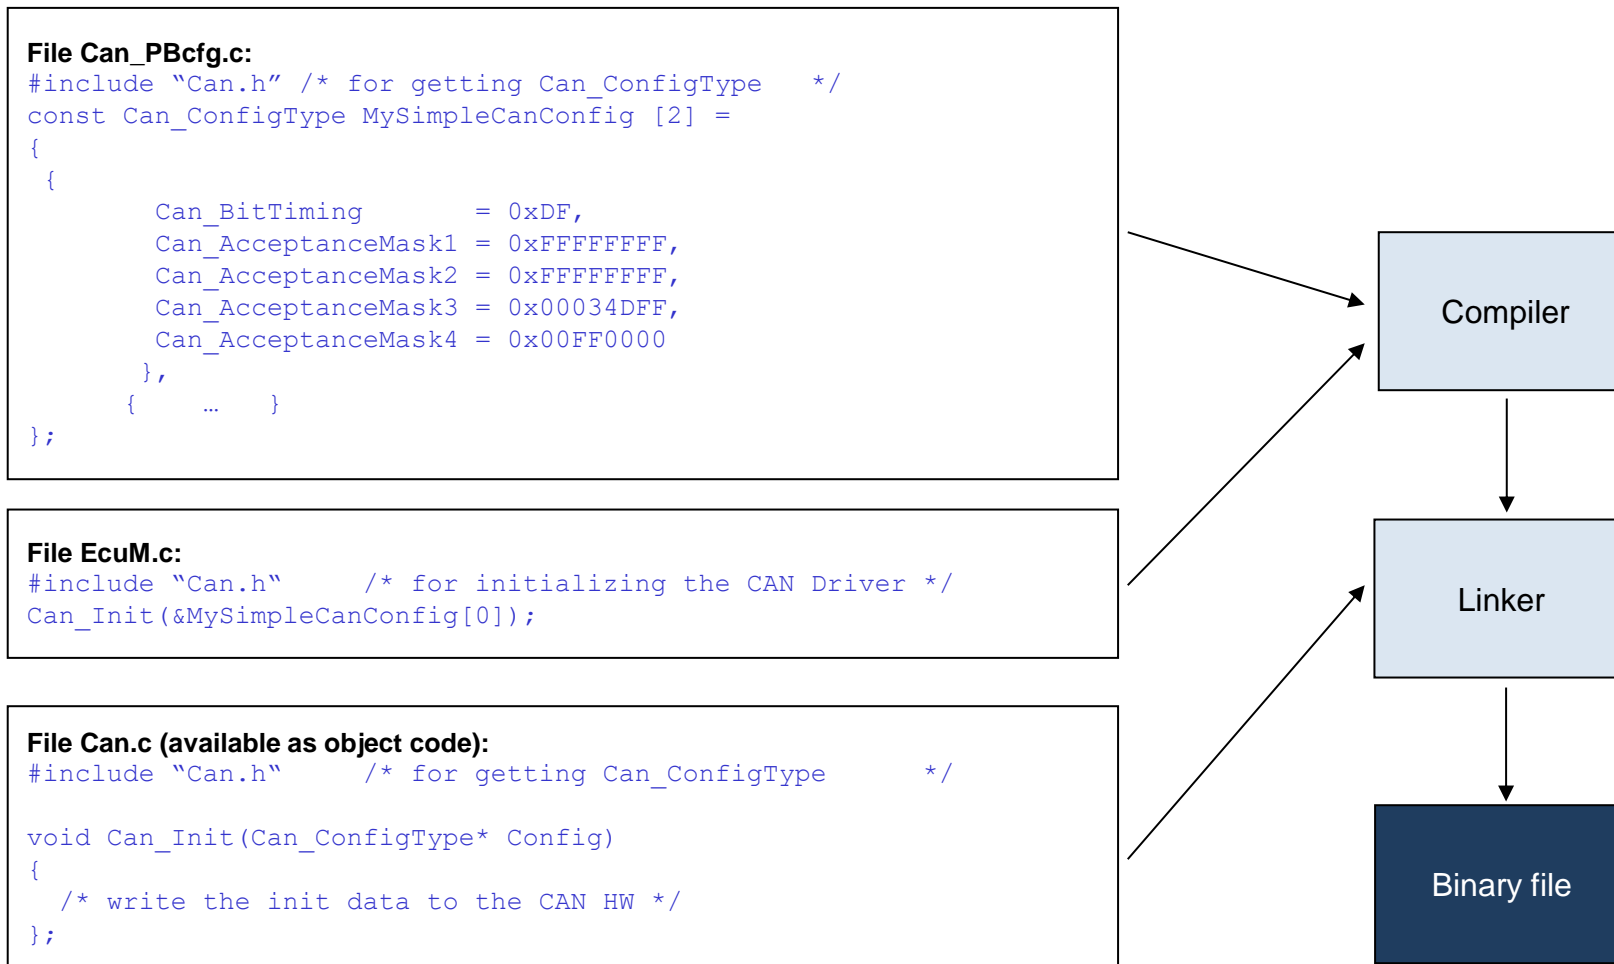 File Can_PBcfg.c:
#include “Can.h” /* for getting Can_ConfigType   */
const Can_ConfigType MySimpleCanConfig [2] =
{
 {
       Can_BitTiming       = 0xDF,
       Can_AcceptanceMask1 = 0xFFFFFFFF,
       Can_AcceptanceMask2 = 0xFFFFFFFF,
       Can_AcceptanceMask3 = 0x00034DFF,
       Can_AcceptanceMask4 = 0x00FF0000
      },
     {   …   }
};
File EcuM.c:
#include “Can.h“     /* for initializing the CAN Driver */
Can_Init(&MySimpleCanConfig[0]);
File Can.c (available as object code):
#include “Can.h“     /* for getting Can_ConfigType      */
void Can_Init(Can_ConfigType* Config)
{
  /* write the init data to the CAN HW */
};
Compiler
Linker
Binary file